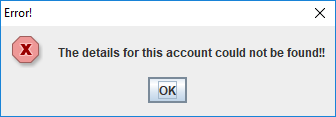 Error!
The details for this account could not be found!!
OK